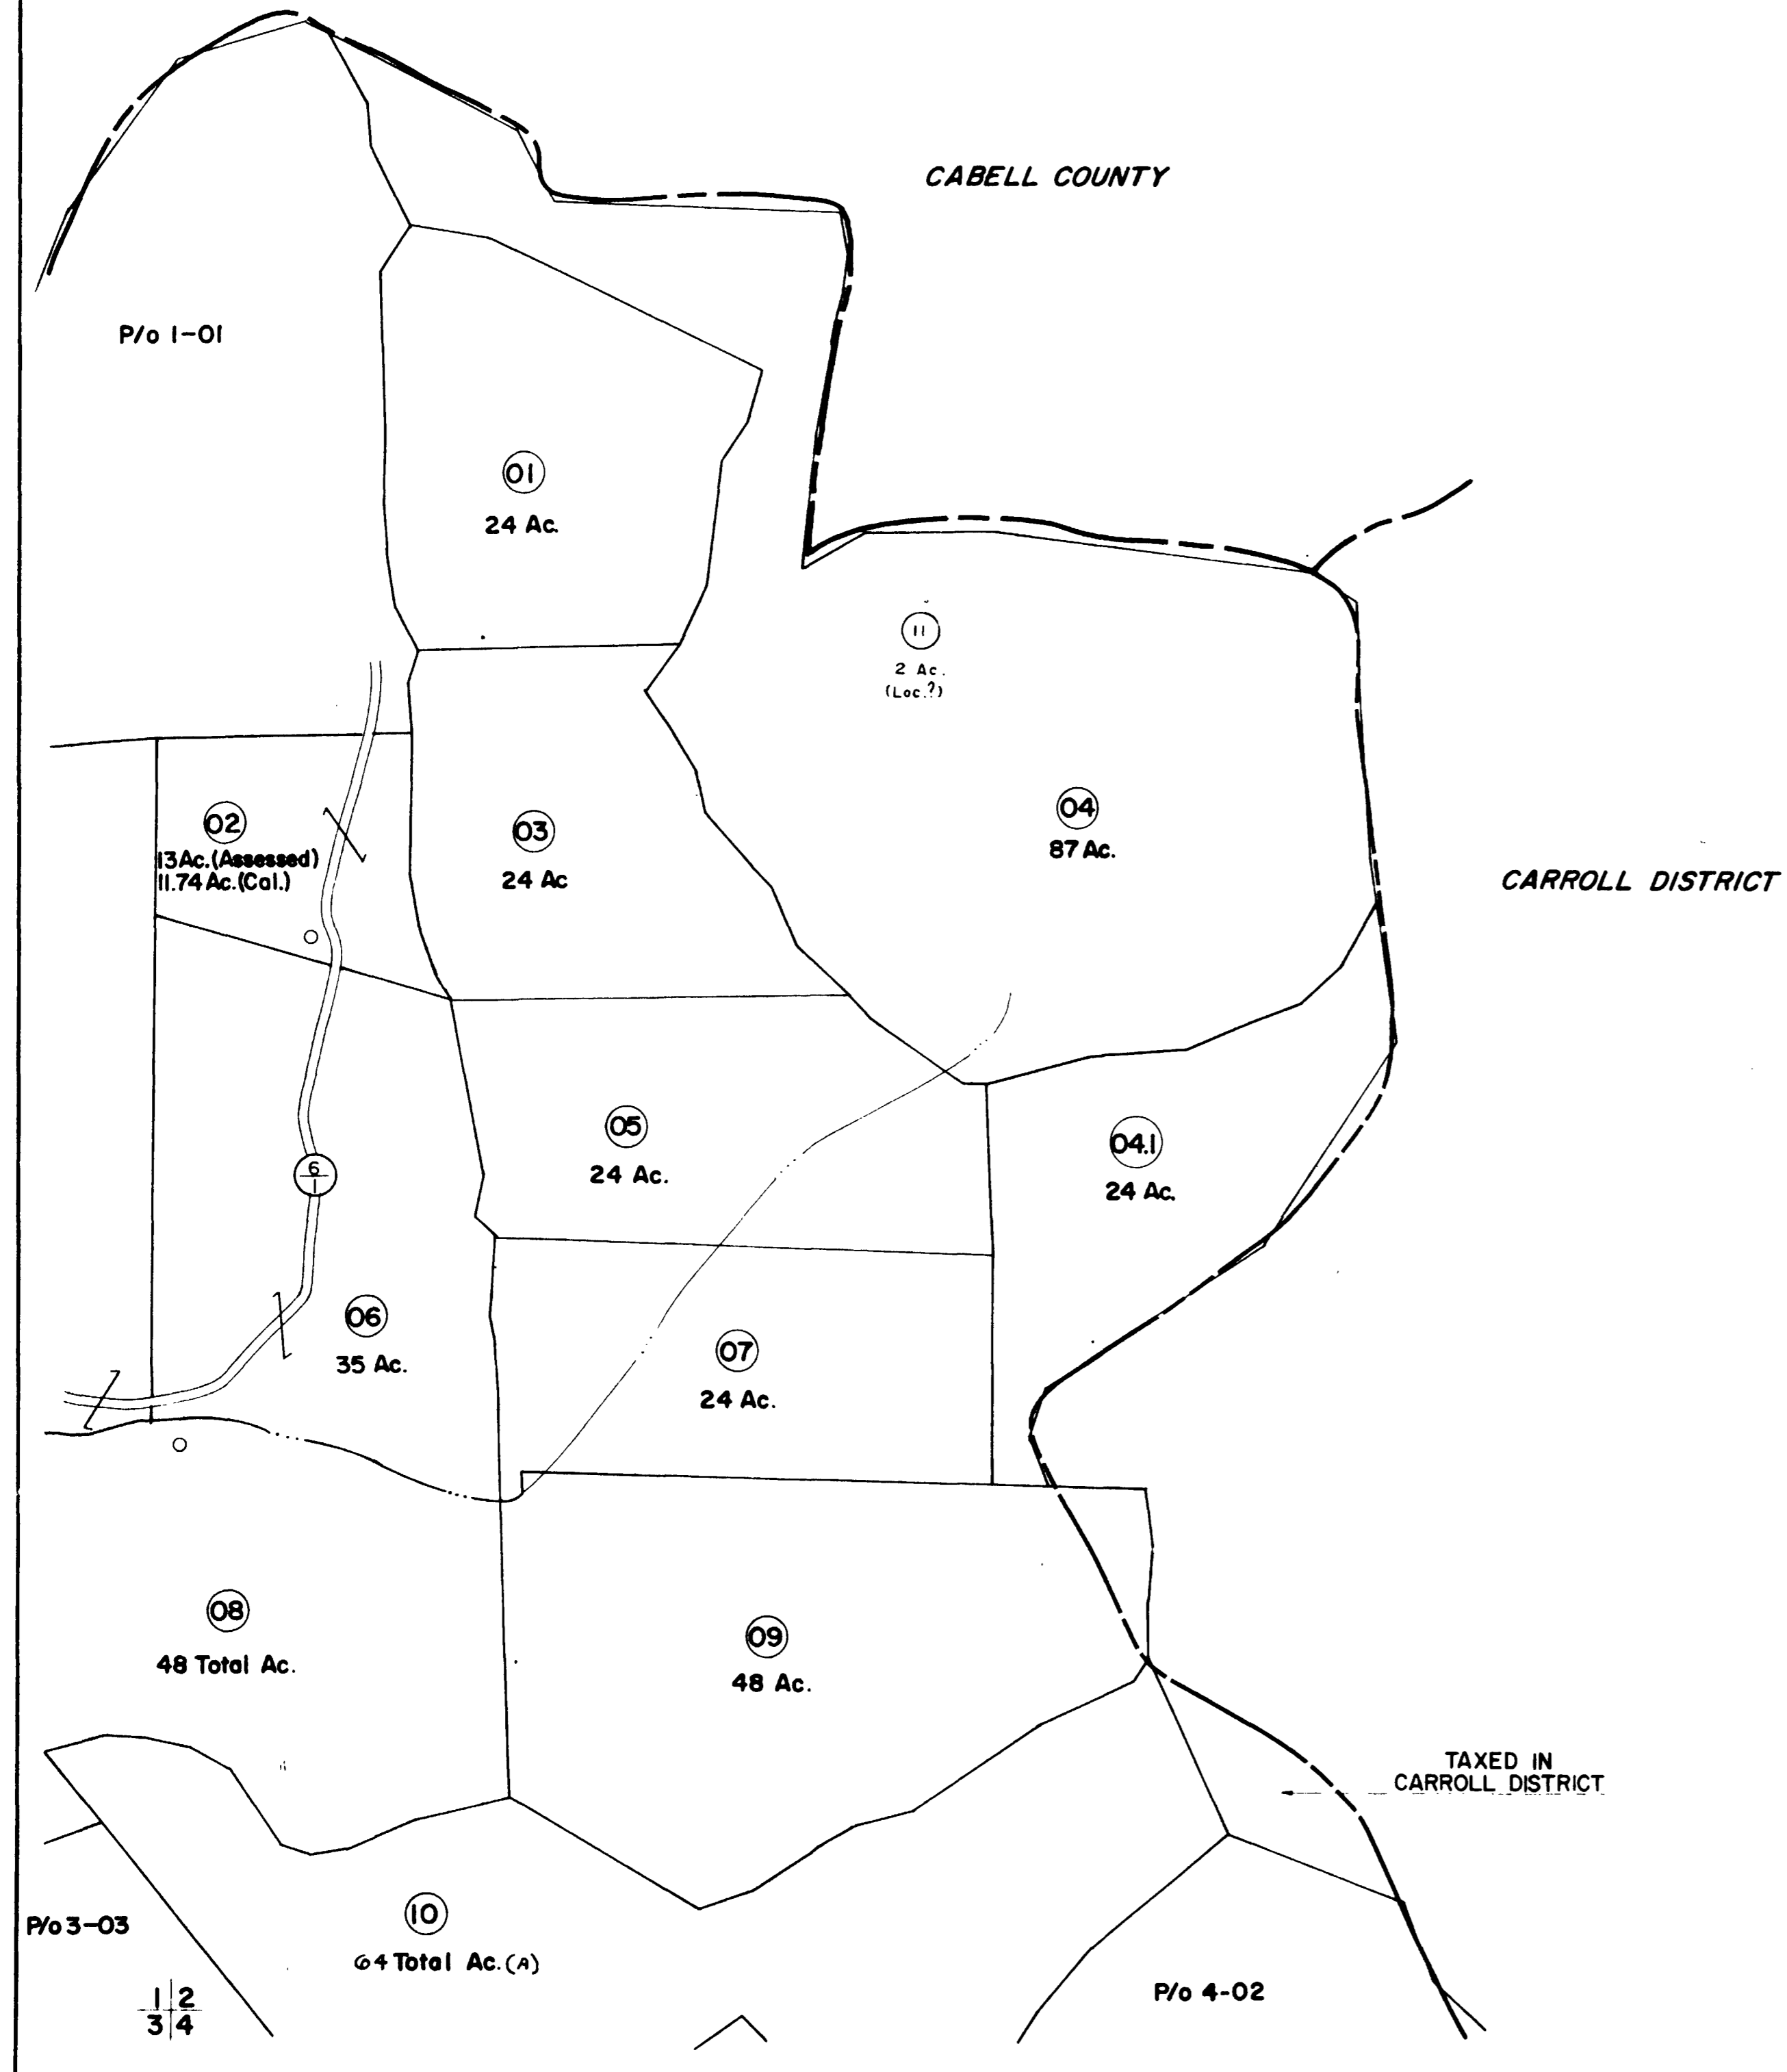 CABELL COUNTY
P/o 1-01
01
24 Ac.
11
2 Ac.
(Loc.?)
02
13 Ac. (Assessed)
11.74 Ac. (Cal.)
03
24 Ac
04
87 Ac.
CARROLL DISTRICT
05
24 Ac.
04.1
24 Ac.
6
1
06
35 Ac.
07
24 Ac.
08
48 Total Ac.
09
48 Ac.
TAXED IN
CARROLL DISTRICT
P/o 3-03
10
64 Total Ac. (A)
P/o 4-02
1 2
3 4